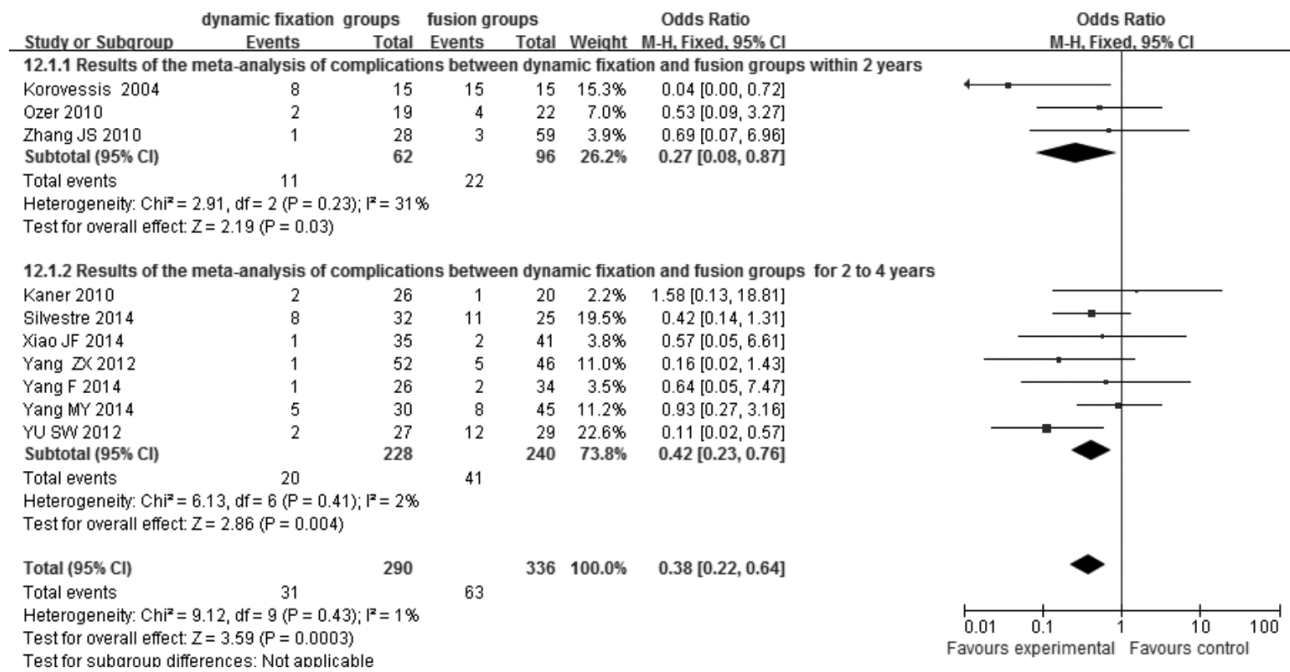 dynamic fixation groups fusion groups Odds Ratio Odds Ratio
Study or Subgroup Events Total Events Total Weight M-H, Fixed, 95% CI M-H, Fixed, 95% CI
12.1.1 Results of the meta-analysis of complications between dynamic fixation and fusion groups within 2 years
Korovessis 2004 8 15 15 15 15.3% 0.04 [0.00, 0.72]
Ozer 2010 2 19 4 22 7.0% 0.53 [0.09, 3.27]
Zhang JS 2010 1 28 3 59 3.9% 0.69 [0.07, 6.96]
Subtotal (95% CI) 62 96 26.2% 0.27 [0.08, 0.87]
Total events 11 22
Heterogeneity: Chi² = 2.91, df = 2 (P = 0.23); I² = 31%
Test for overall effect: Z = 2.19 (P = 0.03)
12.1.2 Results of the meta-analysis of complications between dynamic fixation and fusion groups for 2 to 4 years
Kaner 2010 2 26 1 20 2.2% 1.58 [0.13, 18.81]
Silvestre 2014 8 32 11 25 19.5% 0.42 [0.14, 1.31]
Xiao JF 2014 1 35 2 41 3.8% 0.57 [0.05, 6.61]
Yang ZX 2012 1 52 5 46 11.0% 0.16 [0.02, 1.43]
Yang F 2014 1 26 2 34 3.5% 0.64 [0.05, 7.47]
Yang MY 2014 5 30 8 45 11.2% 0.93 [0.27, 3.16]
YU SW 2012 2 27 12 29 22.6% 0.11 [0.02, 0.57]
Subtotal (95% CI) 228 240 73.8% 0.42 [0.23, 0.76]
Total events 20 41
Heterogeneity: Chi² = 6.13, df = 6 (P = 0.41); I² = 2%
Test for overall effect: Z = 2.86 (P = 0.004)
Total (95% CI) 290 336 100.0% 0.38 [0.22, 0.64]
Total events 31 63
Heterogeneity: Chi² = 9.12, df = 9 (P = 0.43); I² = 1%
Test for overall effect: Z = 3.59 (P = 0.0003)
Test for subgroup differences: Not applicable
0.01 0.1 1 10 100
Favours experimental Favours control